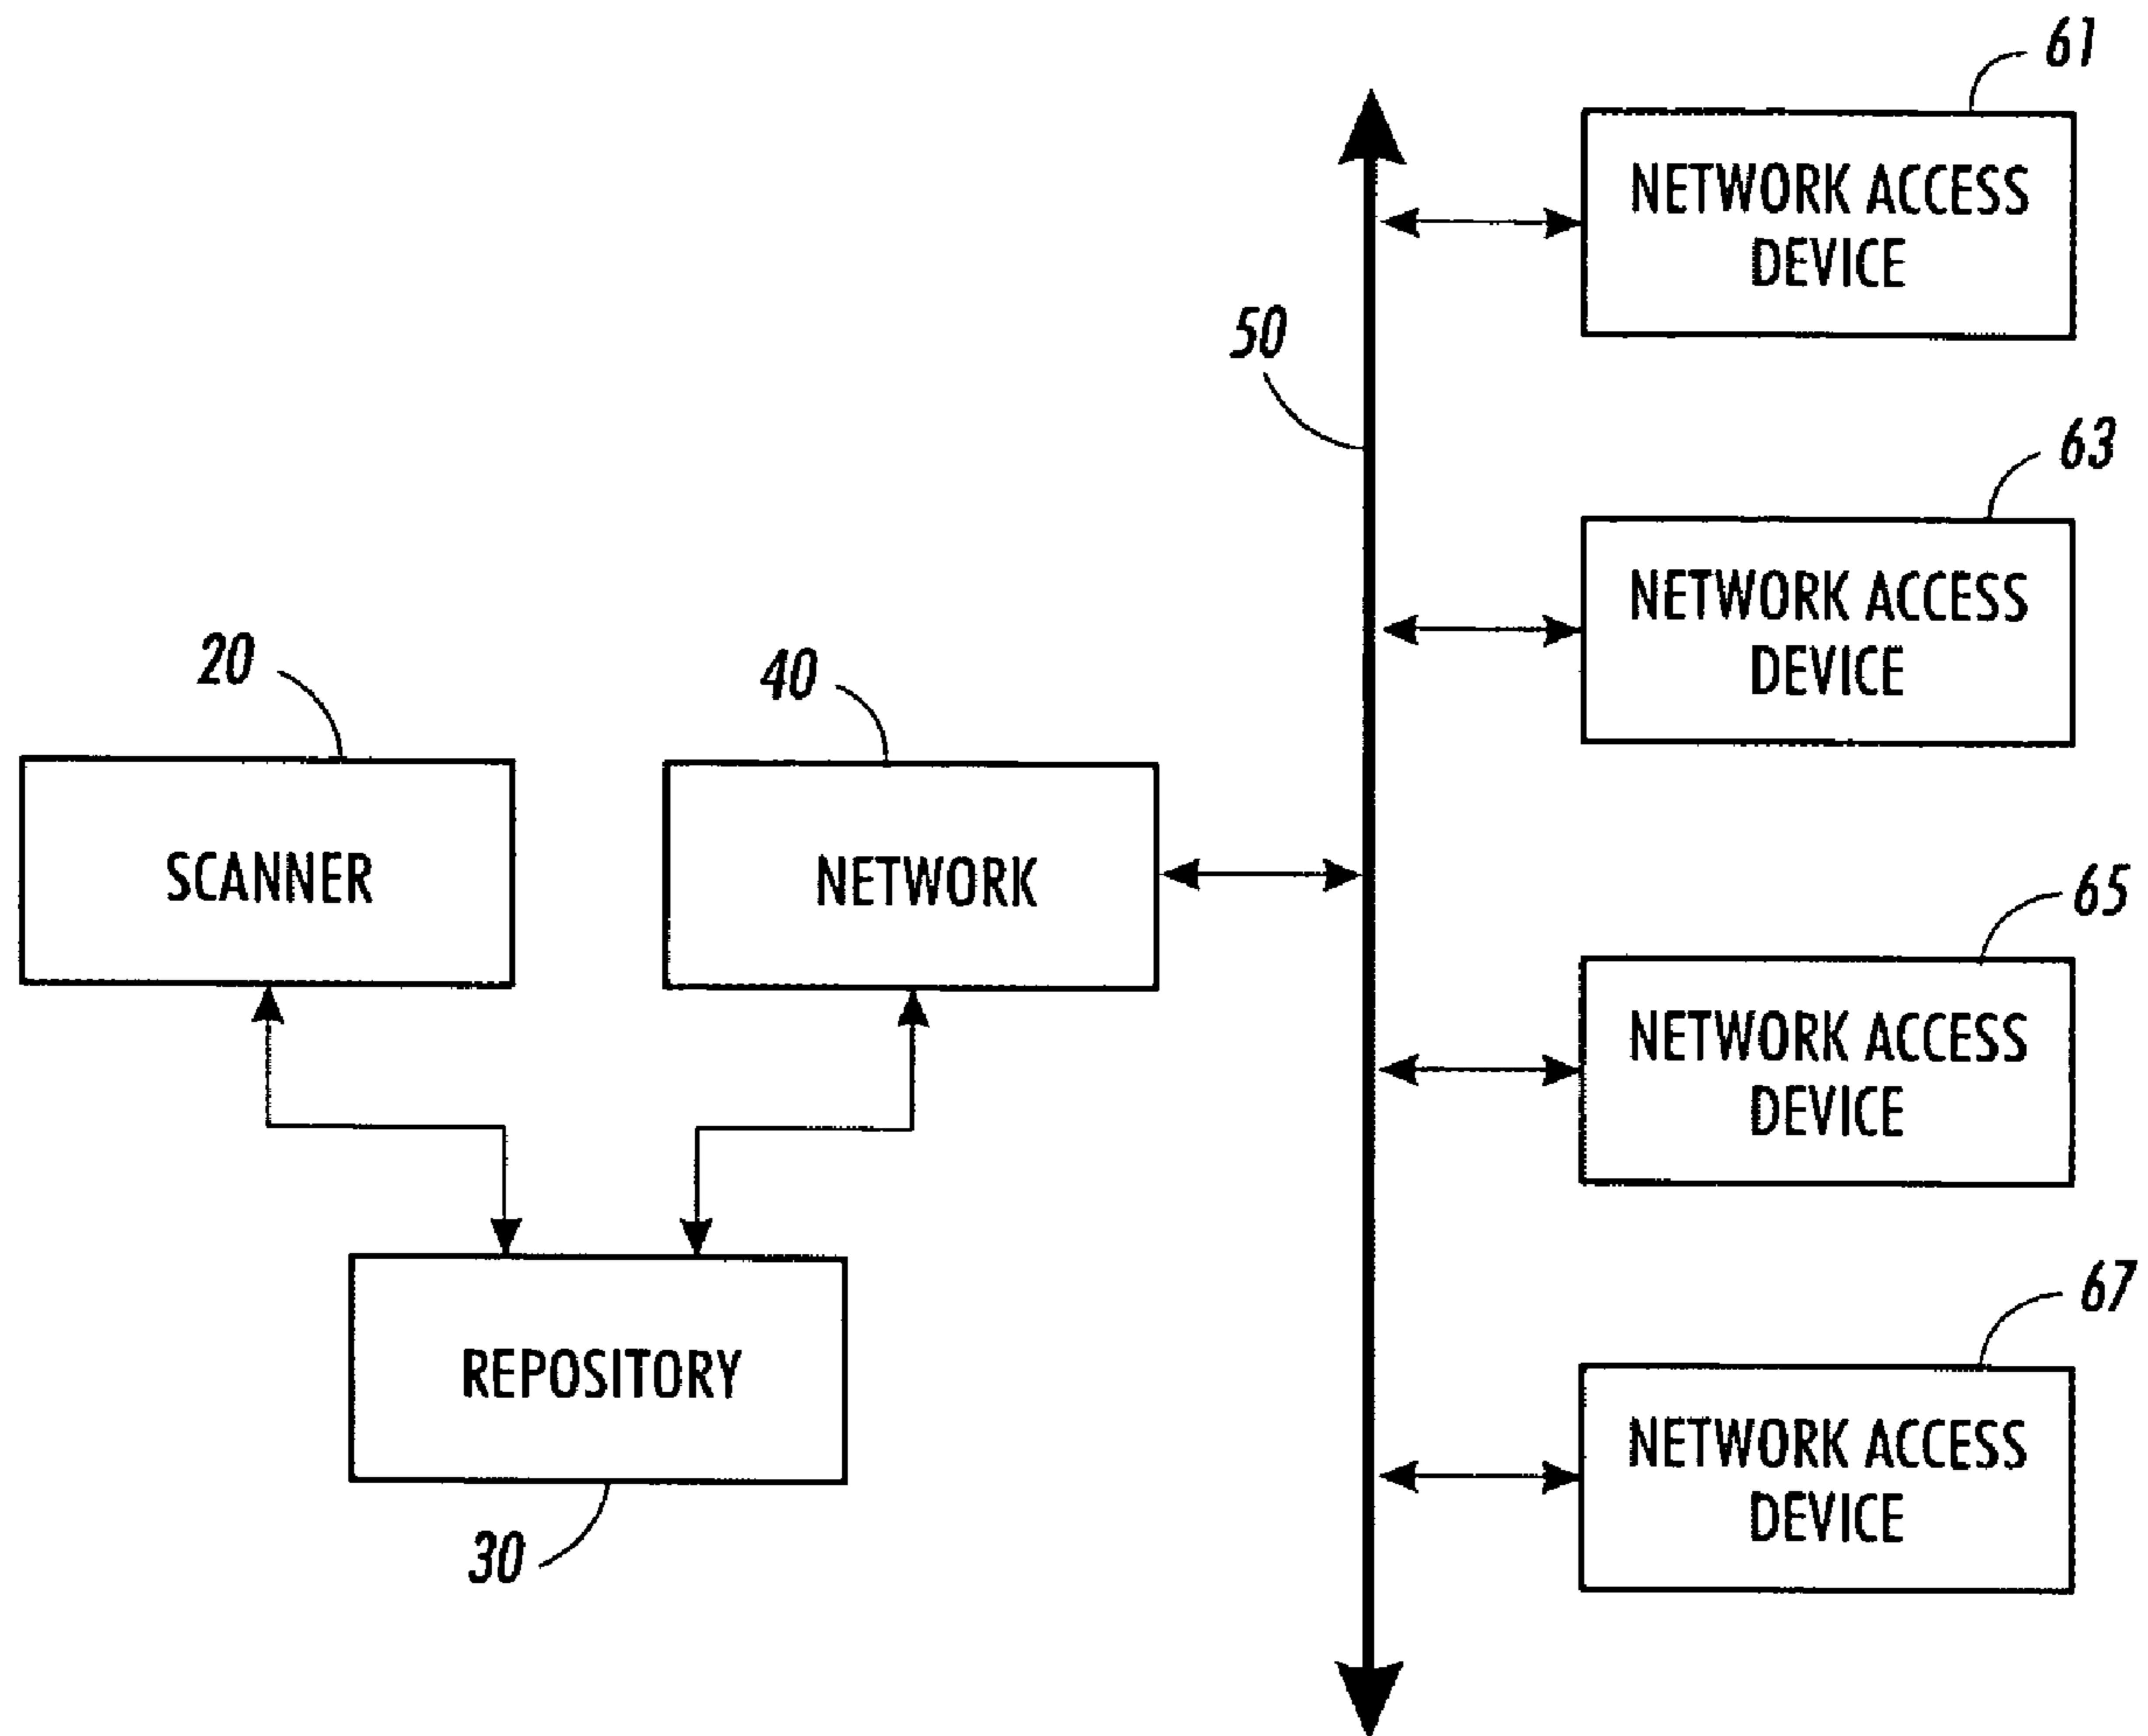 61
NETWORK ACCESS
DEVICE
50
63
NETWORK ACCESS
DEVICE
20
40
SCANNER
NETWORK
65
NETWORK ACCESS
DEVICE
67
REPOSITORY
NETWORK ACCESS
DEVICE
30